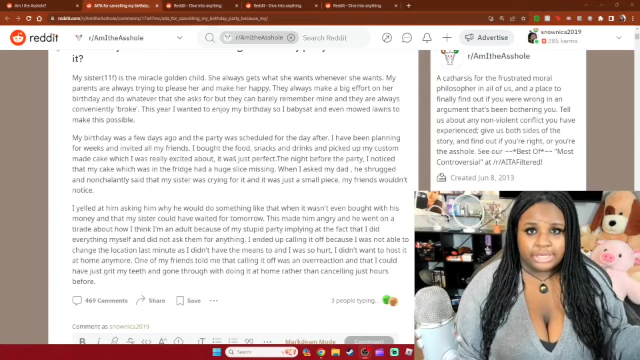 Am I the Asshole?
AITA for cancelling my birthday par
Reddit - Dive into anything
Reddit - Dive into anything
Reddit - Dive into anything
reddit.com/r/AmItheAsshole/comments/
reddit
r/AmItheAsshole
r/AmItheAsshole
Advertise
snownica2019
285 karma
it?
My sister(11f) is the miracle golden child. She always gets what she wants whenever she wants. My
parents are always trying to please her and make her happy. They always make a big effort on her
birthday and do whatever that she asks for but they can barely remember mine and they are always
conveniently 'broke'. This year I wanted to enjoy my birthday so I babysat and even mowed lawns to
make this possible.
My birthday was a few days ago and the party was scheduled for the day after. I have been planning
for weeks and invited all my friends. I bought the food, snacks and drinks and picked up my custom
made cake which I was really excited about, it was just perfect.The night before the party, I noticed
that my cake which was in the fridge had a huge slice missing. When I asked my dad , he shrugged
and nonchalantly said that my sister was crying for it and it was just a small piece, my friends wouldn't
notice.
I yelled at him asking him why he would do something like that when it wasn't even bought with his
money and that my sister could have waited for tomorrow. This made him angry and he went on a
tirade about how I think I'm an adult because of my stupid party implying at the fact that I did
everything myself and did not ask them for anything. I ended up calling it off because I was not able to
change the location last minute as I didn't have the means to and I was so hurt, I didn't want to host it
at home anymore. One of my friends told me that calling it off was an overreaction and that I could
have just grit my teeth and gone through with doing it at home rather than cancelling just hours
before.
469 Comments
Share
Save
3 people typing...
Comment as snownica2019
Markdown Mode
Comment
r/AmItheAsshole
A catharsis for the frustrated moral
philosopher in all of us, and a place to
finally find out if you were wrong in an
argument that's been bothering you. Tell
us about any non-violent conflict you have
experienced; give us both sides of the
story, and find out if you're right, or you're
the asshole. See our ~~*Best Of*~~ "Most
Controversial" at /r/AITAFiltered!
Created Jun 8, 2013
Search